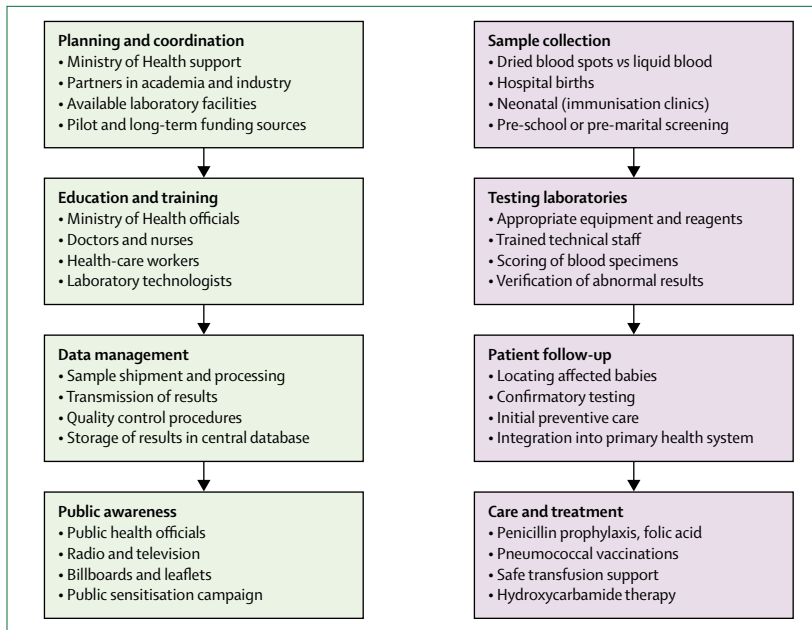 Planning and coordination
• Ministry of Health support
• Partners in academia and industry
• Available laboratory facilities
• Pilot and long-term funding sources
Education and training
• Ministry of Health officials
• Doctors and nurses
• Health-care workers
• Laboratory technologists
Data management
• Sample shipment and processing
• Transmission of results
• Quality control procedures
• Storage of results in central database
Public awareness
• Public health officials
• Radio and television
• Billboards and leaflets
• Public sensitisation campaign
Sample collection
• Dried blood spots vs liquid blood
• Hospital births
• Neonatal (immunisation clinics)
• Pre-school or pre-marital screening
Testing laboratories
• Appropriate equipment and reagents
• Trained technical staff
• Scoring of blood specimens
• Verification of abnormal results
Patient follow-up
• Locating affected babies
• Confirmatory testing
• Initial preventive care
• Integration into primary health system
Care and treatment
• Penicillin prophylaxis, folic acid
• Pneumococcal vaccinations
• Safe transfusion support
• Hydroxycarbamide therapy